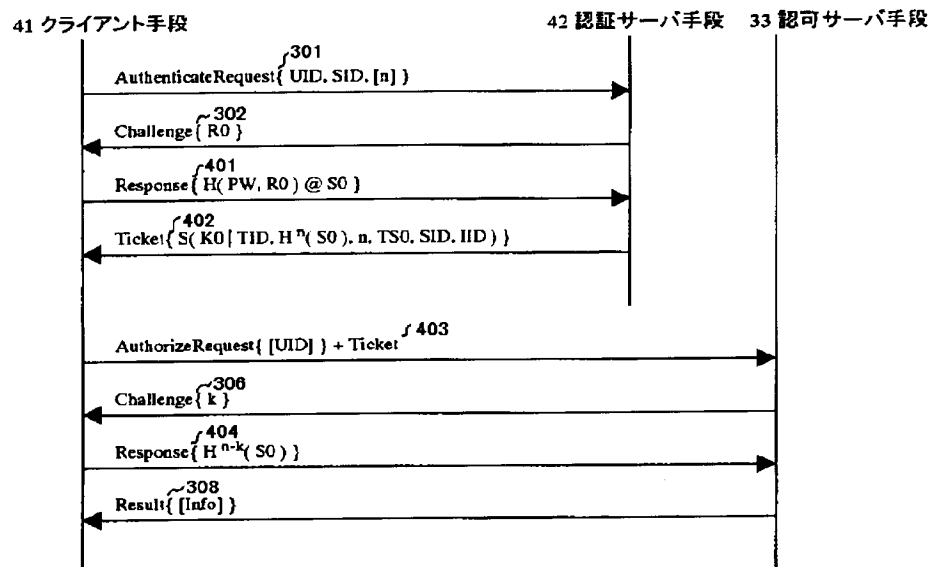 41 クライアント手段
42 認証サーバ手段
33 認可サーバ手段
301
AuthenticateRequest{ UID, SID, [n] }
302
Challenge{ R0 }
401
Response{ H( PW, R0 ) @ S0 }
402
Ticket{ S( K0 | TID, H^n( S0 ), n, TS0, SID, IID ) }
403
AuthorizeRequest{ [UID] } + Ticket
306
Challenge{ k }
404
Response{ H^n-k( S0 ) }
308
Result{ [Info] }